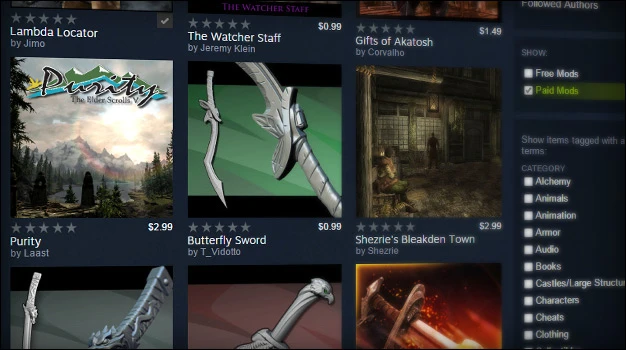 THE WATCHER STAFF
$0.99
$1.49
Followed Authors
Lambda Locator
by Jimo
The Watcher Staff
by Jeremy Klein
Gifts of Akatosh
by Corvalho
SHOW:
Free Mods
Paid Mods
Purity
The Elder Scrolls V
Show items tagged with a
terms:
CATEGORY
Alchemy
Animals
Animation
Armor
Audio
Books
Castles/Large Structu
Characters
Cheats
Clothing
$2.99
$0.99
$2.99
Purity
by Laast
Butterfly Sword
by T_Vidotto
Shezrie's Bleakden Town
by Shezrie